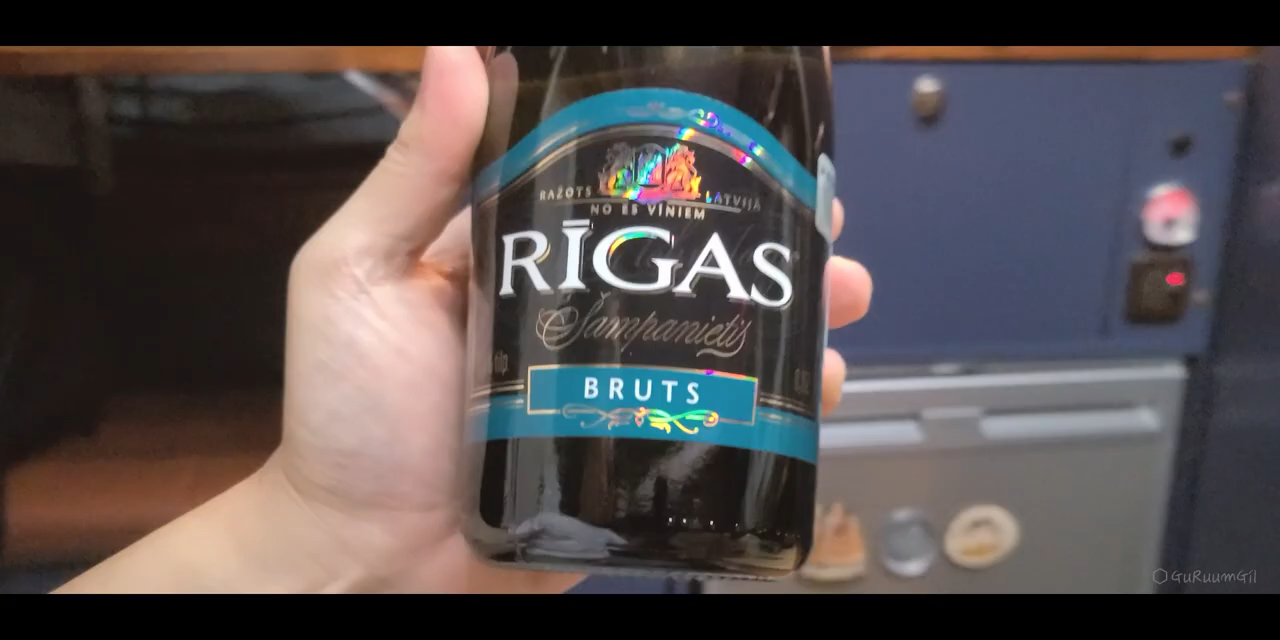 RAŽOTS LATVIJĀ
NO ES VĪNIEM
RĪGAS
Šampanietis
BRUTS
GuRuumGil